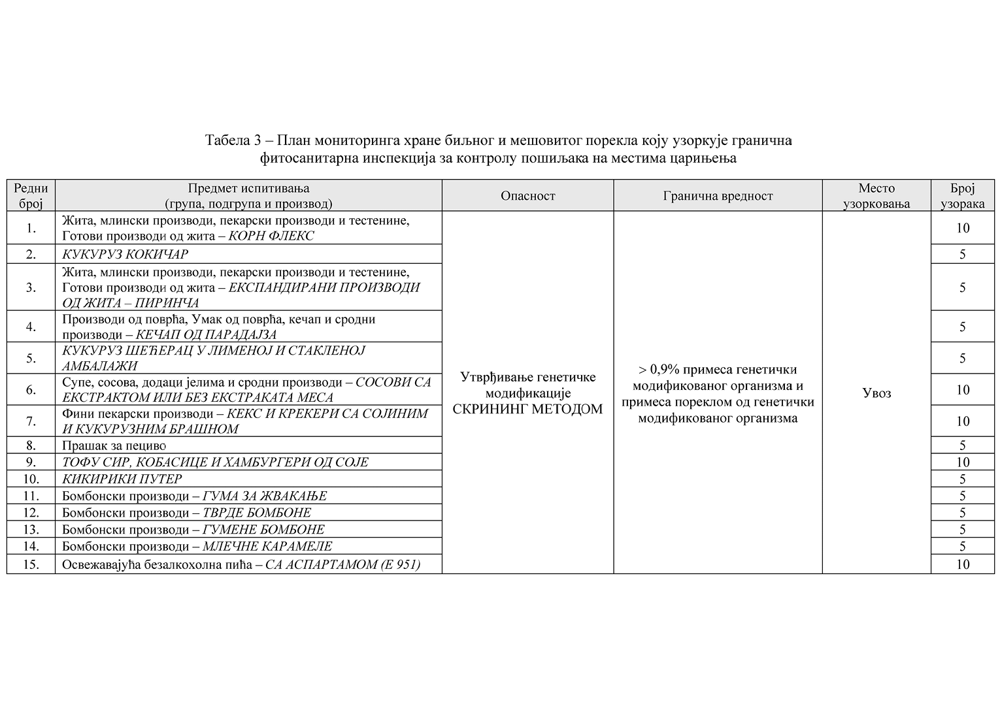 Табела 3 – План мониторинга хране биљног и мешовитог порекла коју узоркује гранична
фитосанитарна инспекција за контролу пошиљака на местима царињења
Редни
број
Предмет испитивања
(група, подгрупа и производ)
Опасност
Гранична вредност
Место
узорковања
Број
узорака
1.
Жита, млински производи, пекарски производи и тестенине,
Готови производи од жита – КОРН ФЛЕКС
10
2.
КУКУРУЗ КОКИЧАР
5
3.
Жита, млински производи, пекарски производи и тестенине,
Готови производи од жита – ЕКСПАНДИРАНИ ПРОИЗВОДИ
ОД ЖИТА – ПИРИНЧА
5
4.
Производи од поврћа, Умак од поврћа, кечап и сродни
производи – КЕЧАП ОД ПАРАДАЈЗА
5
5.
КУКУРУЗ ШЕЋЕРАЦ У ЛИМЕНОЈ И СТАКЛЕНОЈ
АМБАЛАЖИ
5
6.
Супе, сосова, додаци јелима и сродни производи – СОСОВИ СА
ЕКСТРАКТОМ ИЛИ БЕЗ ЕКСТРАКАТА МЕСА
10
7.
Фини пекарски производи – КЕКС И КРЕКЕРИ СА СОЈИНИМ
И КУКУРУЗНИМ БРАШНОМ
10
8.
Прашак за пециво
5
9.
ТОФУ СИР, КОБАСИЦЕ И ХАМБУРГЕРИ ОД СОЈЕ
10
10.
КИКИРИКИ ПУТЕР
5
11.
Бомбонски производи – ГУМА ЗА ЖВАКАЊЕ
5
12.
Бомбонски производи – ТВРДЕ БОМБОНЕ
5
13.
Бомбонски производи – ГУМЕНЕ БОМБОНЕ
5
14.
Бомбонски производи – МЛЕЧНЕ КАРАМЕЛЕ
5
15.
Освежавајућа безалкохолна пића – СА АСПАРТАМОМ (Е 951)
10
Утврђивање генетичке
модификације
СКРИНИНГ МЕТОДОМ
> 0,9% примеса генетички
модификованог организма и
примеса пореклом од генетички
модификованог организма
Увоз